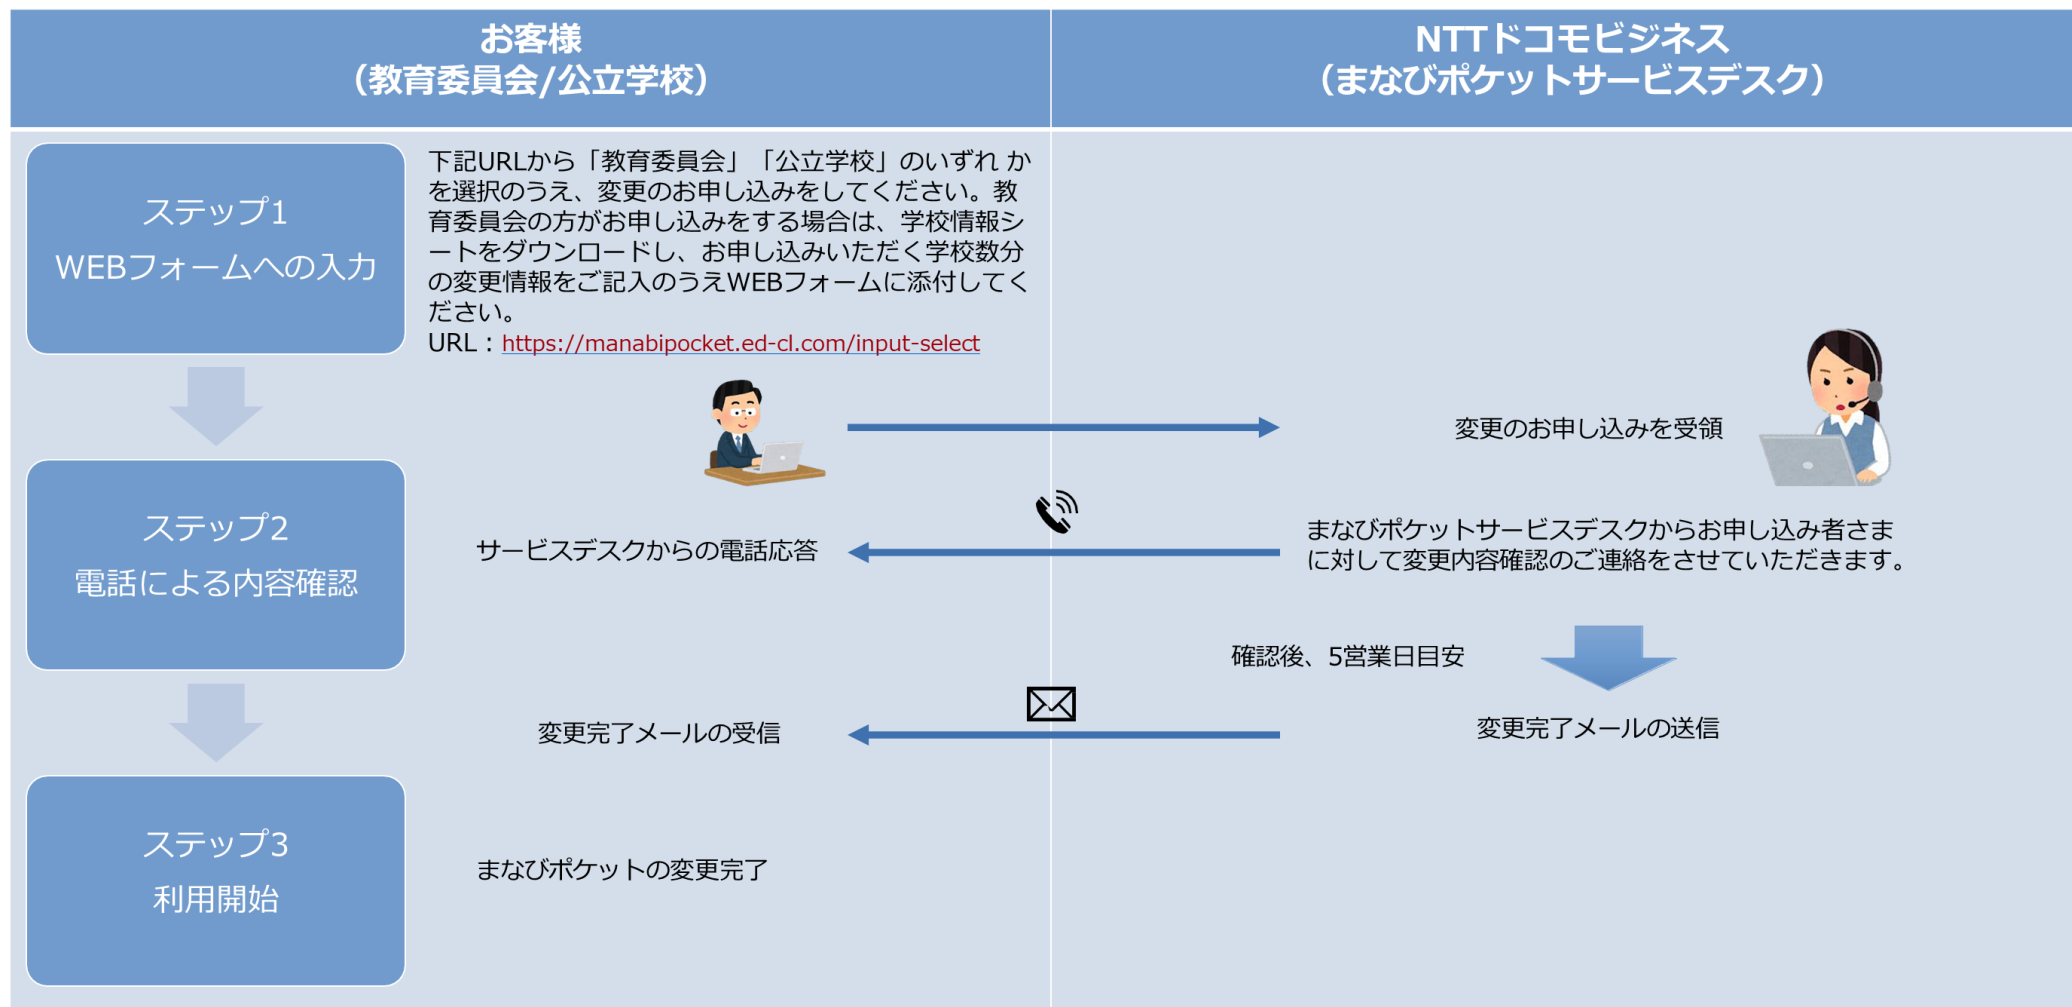 お客様
（教育委員会/公立学校）
NTTドコモビジネス
（まなびポケットサービスデスク）
ステップ1
WEBフォームへの入力
下記URLから「教育委員会」「公立学校」のいずれ か
を選択のうえ、変更のお申し込みをしてください。教
育委員会の方がお申し込みをする場合は、学校情報シ
ートをダウンロードし、お申し込みいただく学校数分
の変更情報をご記入のうえWEBフォームに添付してく
ださい。
URL：https://manabipocket.ed-cl.com/input-select
変更のお申し込みを受領
ステップ2
電話による内容確認
サービスデスクからの電話応答
まなびポケットサービスデスクからお申し込み者さま
に対して変更内容確認のご連絡をさせていただきます。
確認後、5営業日目安
変更完了メールの受信
変更完了メールの送信
ステップ3
利用開始
まなびポケットの変更完了